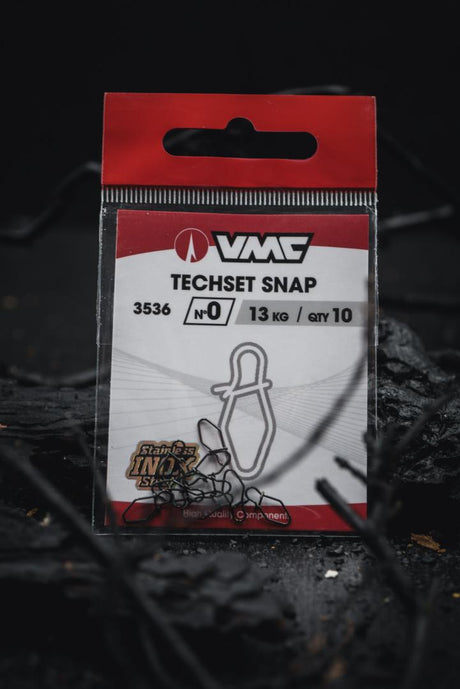 VMC
TECHSET SNAP
3536 N°0 13 KG / QTY 10
Stainless
INOX
High Quality Component